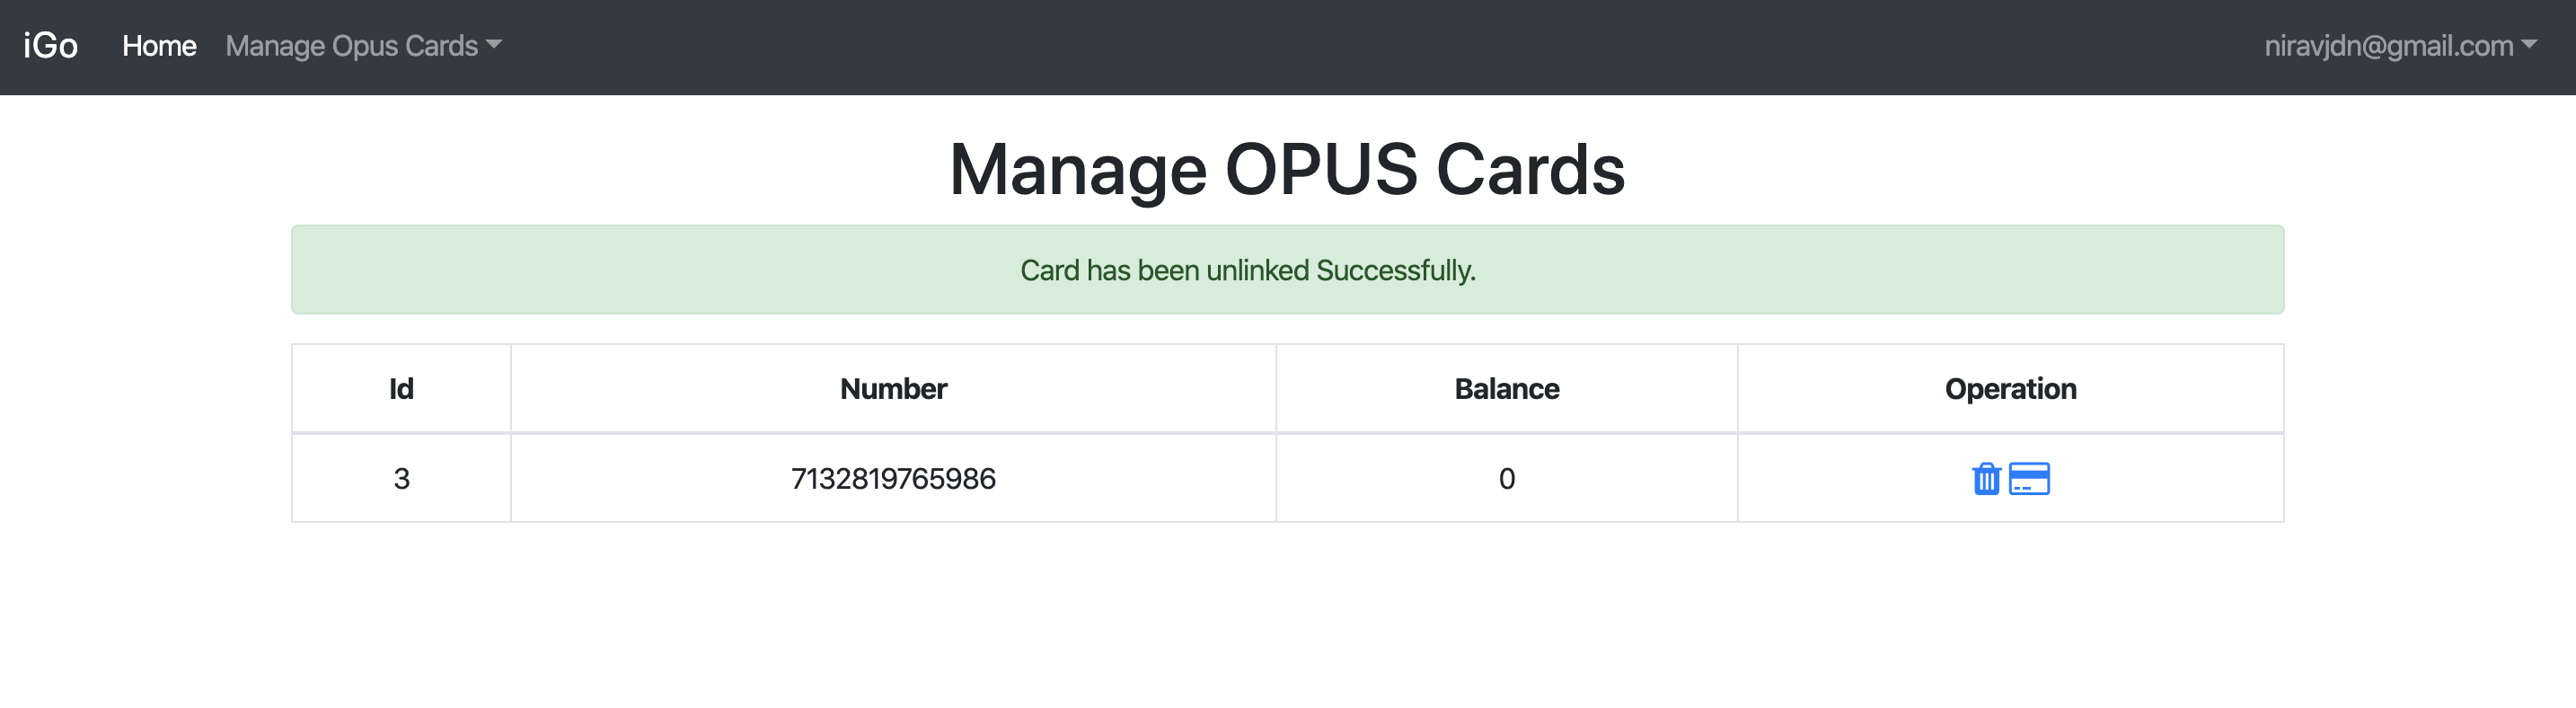 iGo Home Manage Opus Cards niravjdn@gmail.com
Manage OPUS Cards
Card has been unlinked Successfully.
Id Number Balance Operation
3 7132819765986 0